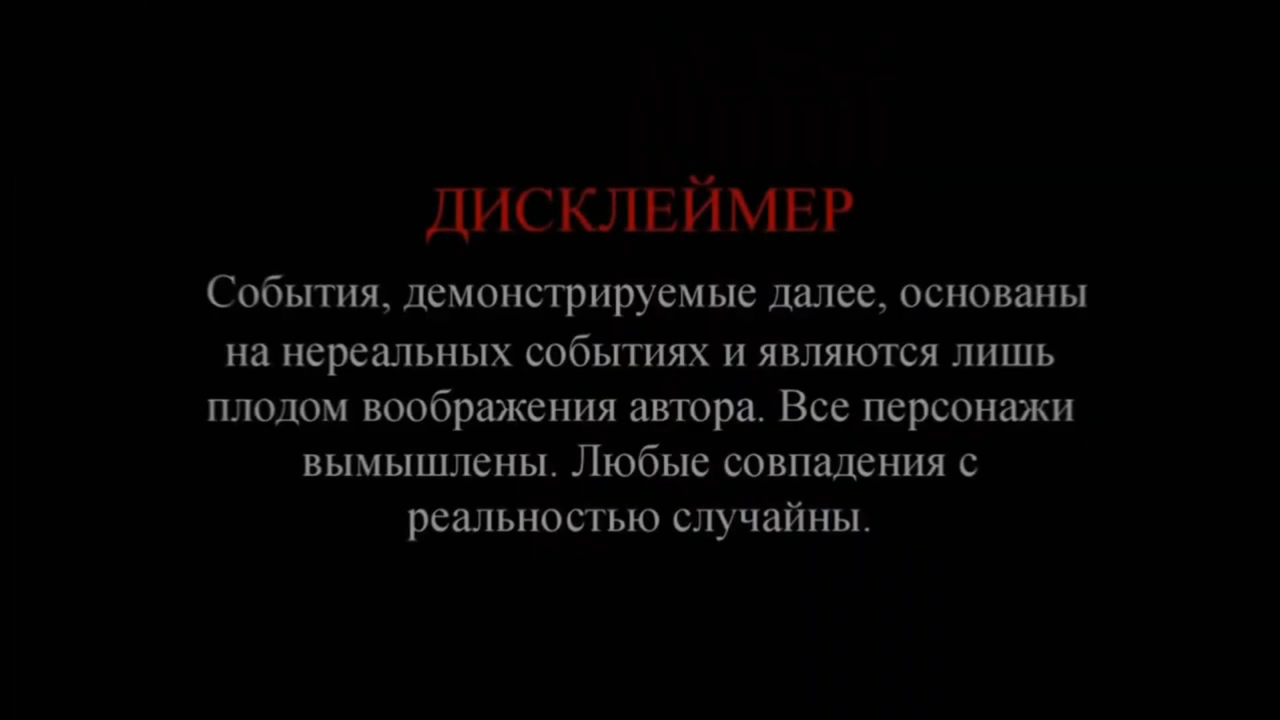 ДИСКЛЕЙМЕР
События, демонстрируемые далее, основаны
на нереальных событиях и являются лишь
плодом воображения автора. Все персонажи
вымышлены. Любые совпадения с
реальностью случайны.